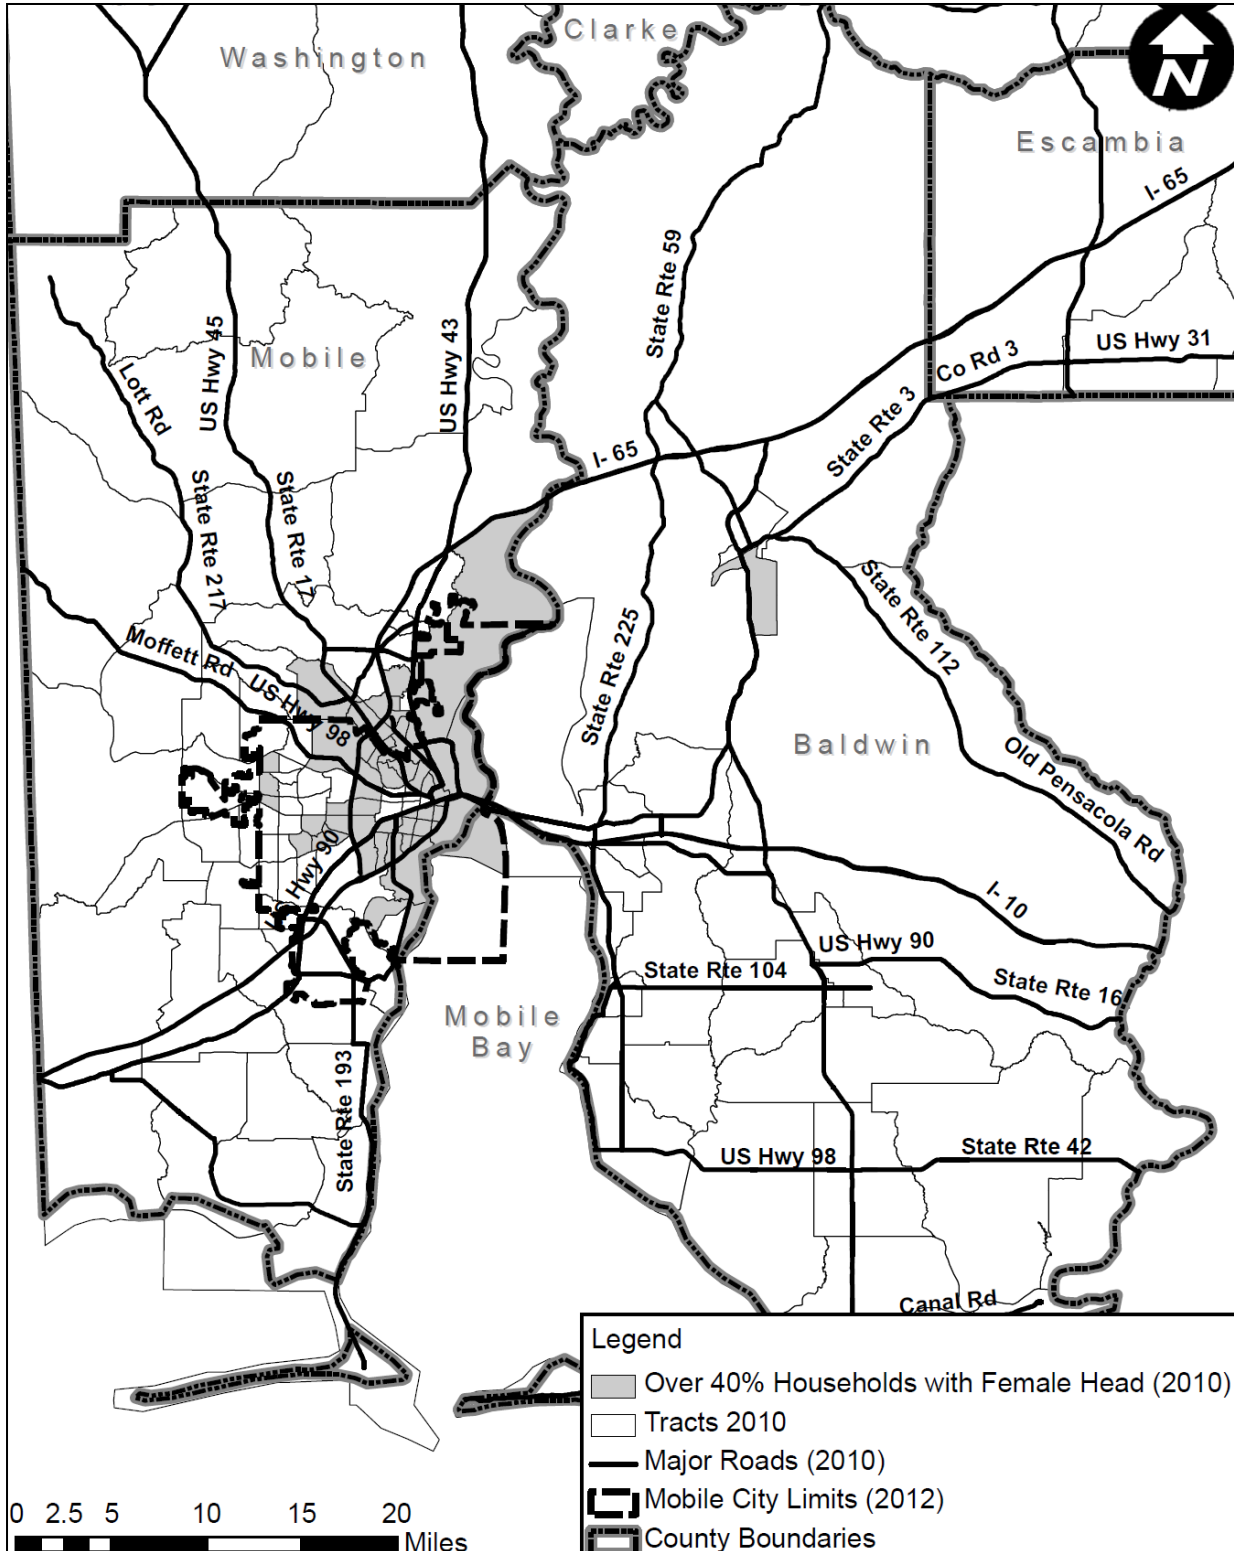 Clarke
Washington
N
Escambia
I- 65
State Rte 59
US Hwy 45
US Hwy 43
Mobile
US Hwy 31
Co Rd 3
Lott Rd
State Rte 3
I- 65
State Rte 217
State Rte 17
State Rte 112
State Rte 225
Moffett Rd
US Hwy 98
Baldwin
Old Pensacola Rd
US Hwy 90
I- 10
US Hwy 90
State Rte 104
State Rte 16
Mobile
Bay
State Rte 193
US Hwy 98
State Rte 42
Canal Rd
Legend
Over 40% Households with Female Head (2010)
Tracts 2010
Major Roads (2010)
Mobile City Limits (2012)
County Boundaries
0 2.5 5 10 15 20
Miles